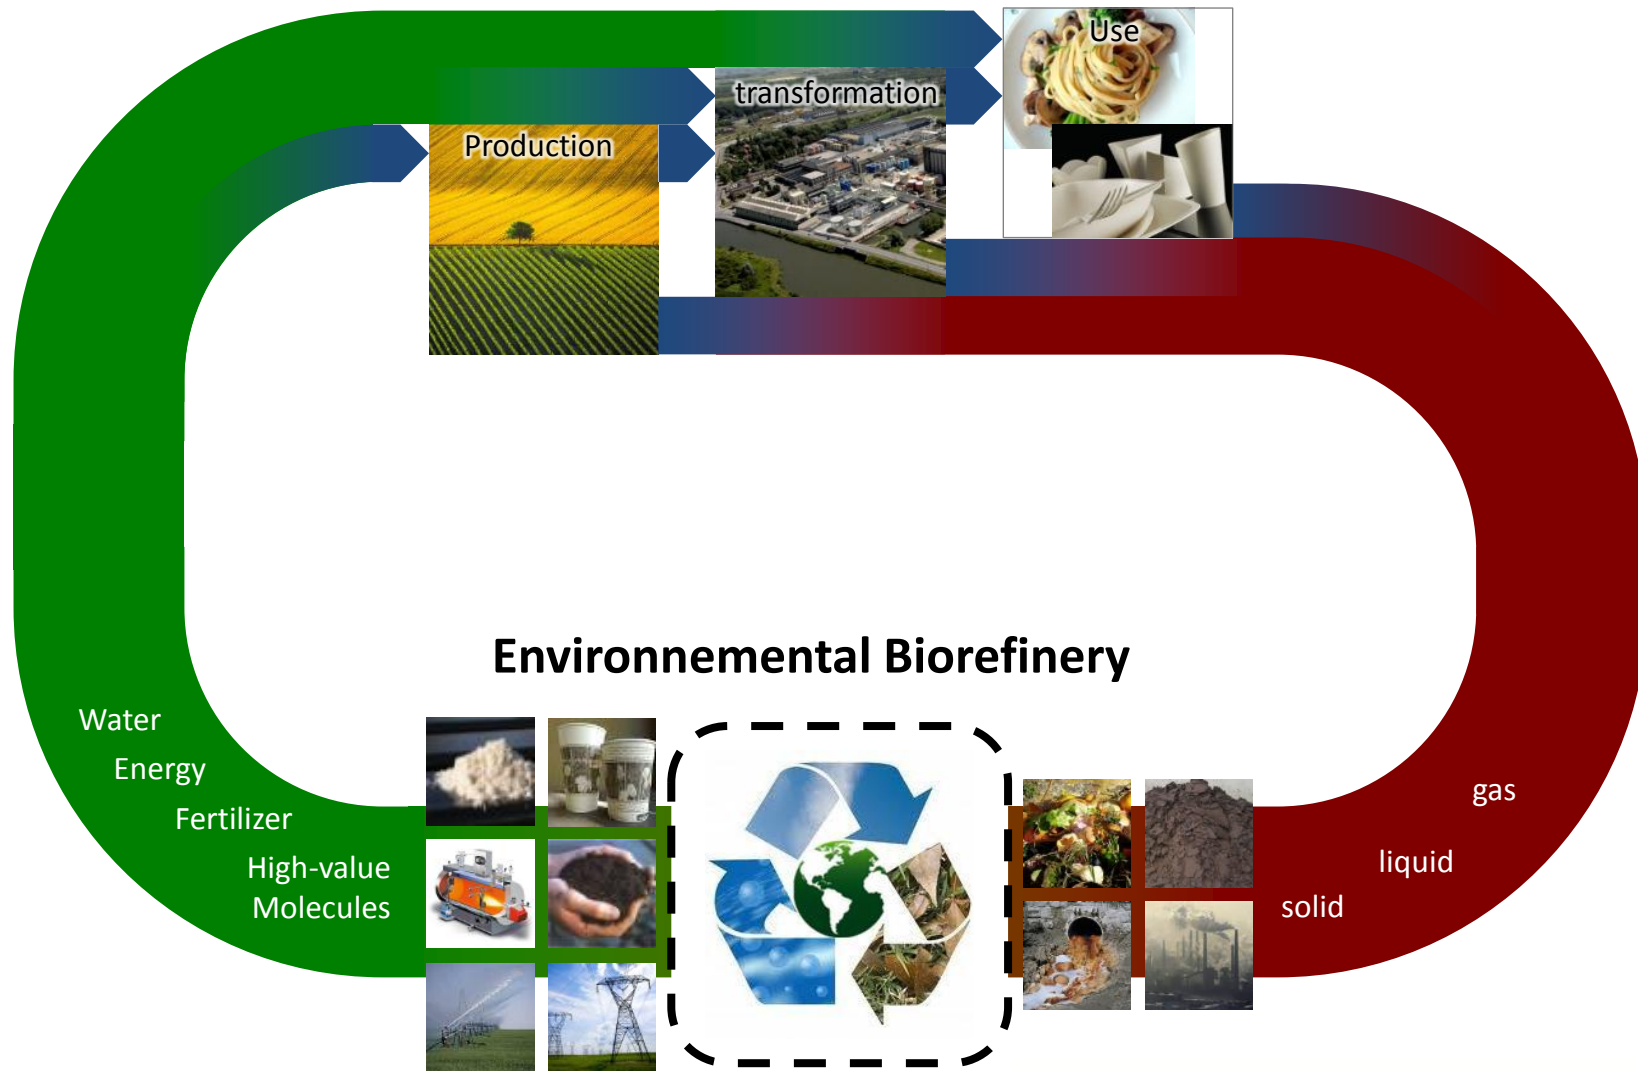 Use
transformation
Production
Environnemental Biorefinery
Water
Energy
Fertilizer
High-value
Molecules
gas
liquid
solid